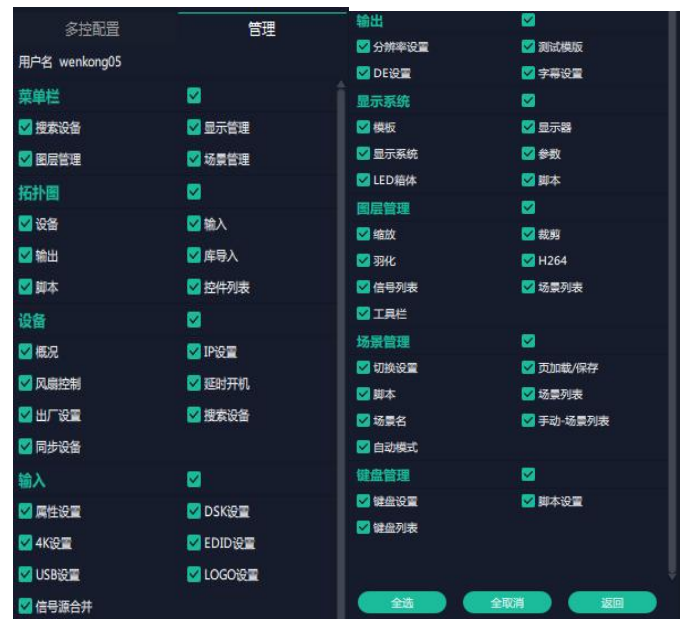 多控配置 管理
用户名 wenkong05
菜单栏
搜索设备 显示管理
图层管理 场景管理
拓扑图
设备 输入
输出 库导入
脚本 控件列表
设备
概况 IP设置
风扇控制 延时开机
出厂设置 搜索设备
同步设备
输入
属性设置 DSK设置
4K设置 EDID设置
USB设置 LOGO设置
信号源合并
输出
分辨率设置 测试模版
DE设置 字幕设置
显示系统
模板 显示器
显示系统 参数
LED箱体 脚本
图层管理
缩放 裁剪
羽化 H264
信号列表 场景列表
工具栏
场景管理
切换设置 页加载/保存
脚本 场景列表
场景名 手动-场景列表
自动模式
键盘管理
键盘设置 脚本设置
键盘列表
全选 全取消 返回